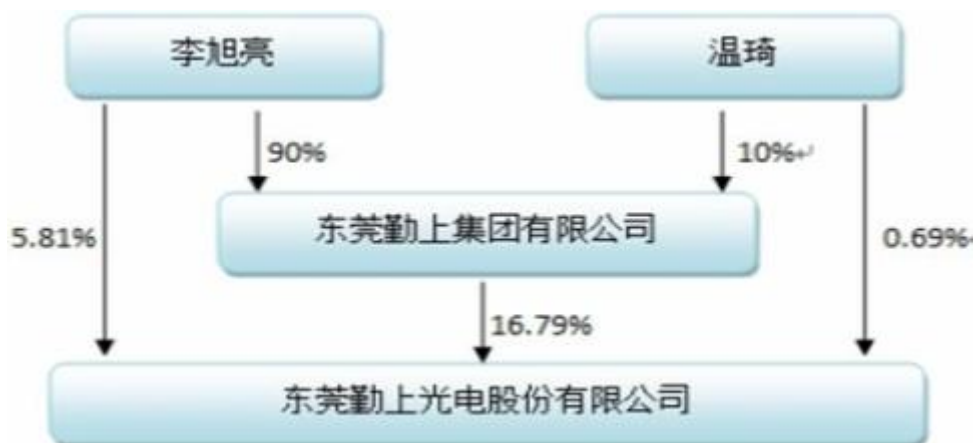 李旭亮
温琦
90%
10%↵
东莞勤上集团有限公司
5.81%
0.69%
16.79%
东莞勤上光电股份有限公司